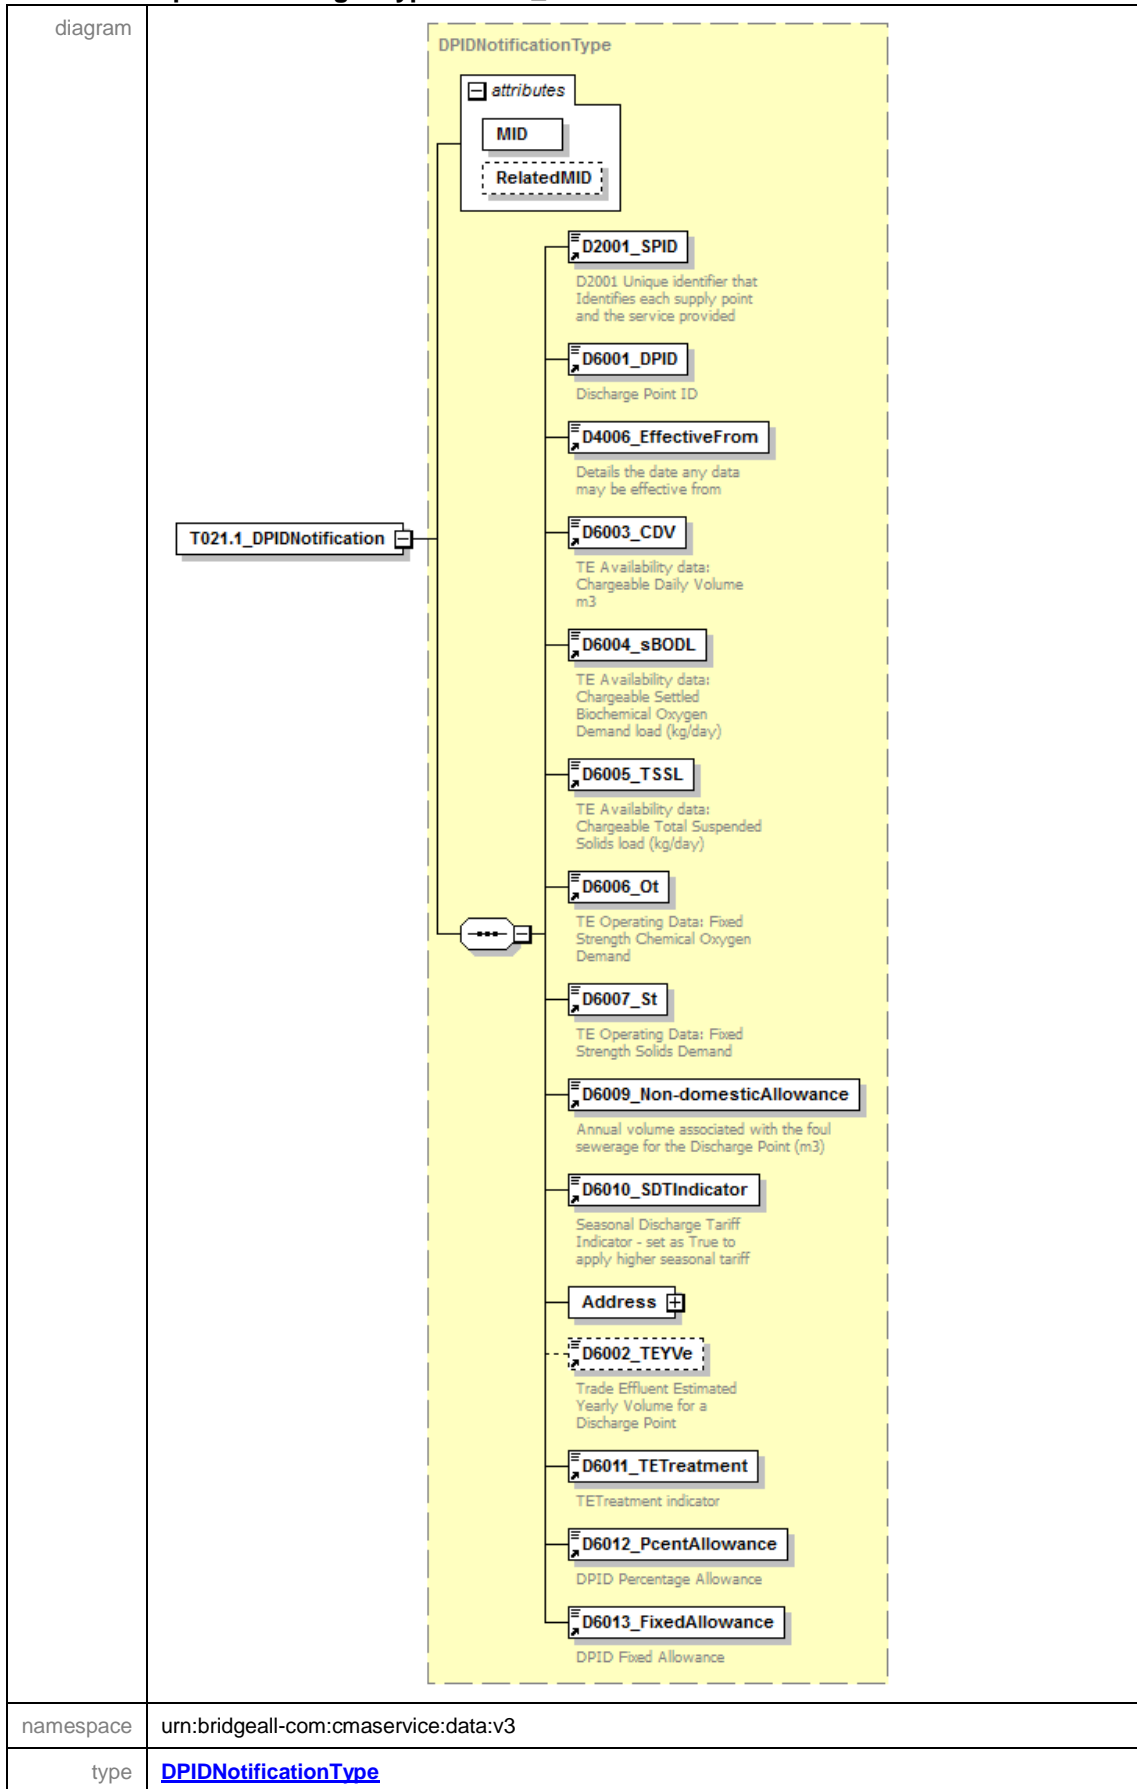 diagram
DPIDNotificationType
attributes
MID
RelatedMID
D2001_SPID
D2001 Unique identifier that
Identifies each supply point
and the service provided
D6001_DPID
Discharge Point ID
D4006_EffectiveFrom
Details the date any data
may be effective from
T021.1_DPIDNotification
D6003_CDV
TE Availability data:
Chargeable Daily Volume
m3
D6004_sBODL
TE Availability data:
Chargeable Settled
Biochemical Oxygen
Demand load (kg/day)
D6005_TSSL
TE Availability data:
Chargeable Total Suspended
Solids load (kg/day)
D6006_Ot
TE Operating Data: Fixed
Strength Chemical Oxygen
Demand
D6007_St
TE Operating Data: Fixed
Strength Solids Demand
D6009_Non-domesticAllowance
Annual volume associated with the foul
sewerage for the Discharge Point (m3)
D6010_SDTIndicator
Seasonal Discharge Tariff
Indicator - set as True to
apply higher seasonal tariff
Address
D6002_TEYVe
Trade Effluent Estimated
Yearly Volume for a
Discharge Point
D6011_TETreatment
TETreatment indicator
D6012_PcentAllowance
DPID Percentage Allowance
D6013_FixedAllowance
DPID Fixed Allowance
namespace urn:bridgeall-com:cmaservice:data:v3
type DPIDNotificationType